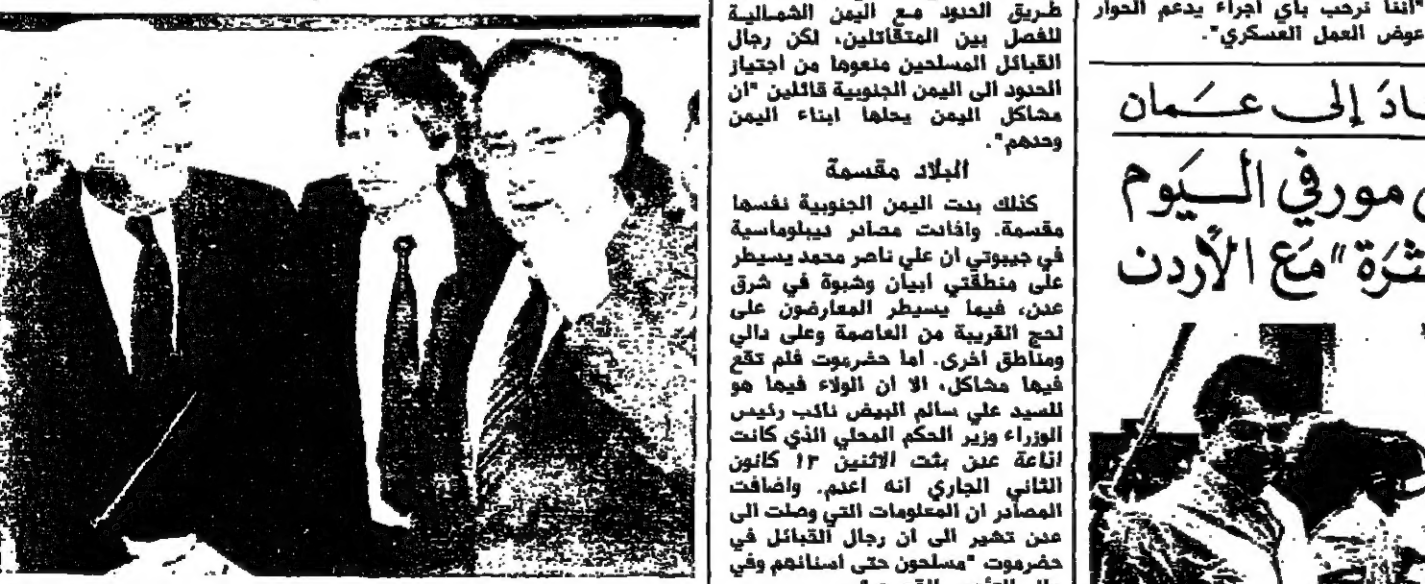 "اننا نرحب بأي اجراء يدعم الحوار
عوض العمل العسكري".
إلى عمان
مورفي اليوم
مع الأردن
طريق الحدود مع اليمن الشمالية
للفصل بين المتقاتلين، لكن رجال
القبائل المسلحين منعوها من اجتياز
الحدود الى اليمن الجنوبية قائلين "ان
مشاكل اليمن يحلها ابناء اليمن
وحدهم".
البلاد مقسمة
كذلك بدت اليمن الجنوبية نفسها
مقسمة. وافادت مصادر ديبلوماسية
في جيبوتي ان علي ناصر محمد يسيطر
على منطقتي أبيان وشبوة في شرق
عدن، فيما يسيطر المعارضون على
لحج القريبة من العاصمة وعلى دالي
ومناطق اخرى. اما حضرموت فلم تقع
فيها مشاكل، الا ان الولاء فيها هو
للسيد علي سالم البيض نائب رئيس
الوزراء وزير الحكم المحلي الذي كانت
اذاعة عدن بثت الاثنين ١٣ كانون
الثاني الجاري انه اعدم. واضافت
المصادر ان المعلومات التي وصلت الى
عدن تشير الى ان رجال القبائل في
حضرموت "مسلحون حتى اسنانهم وفي